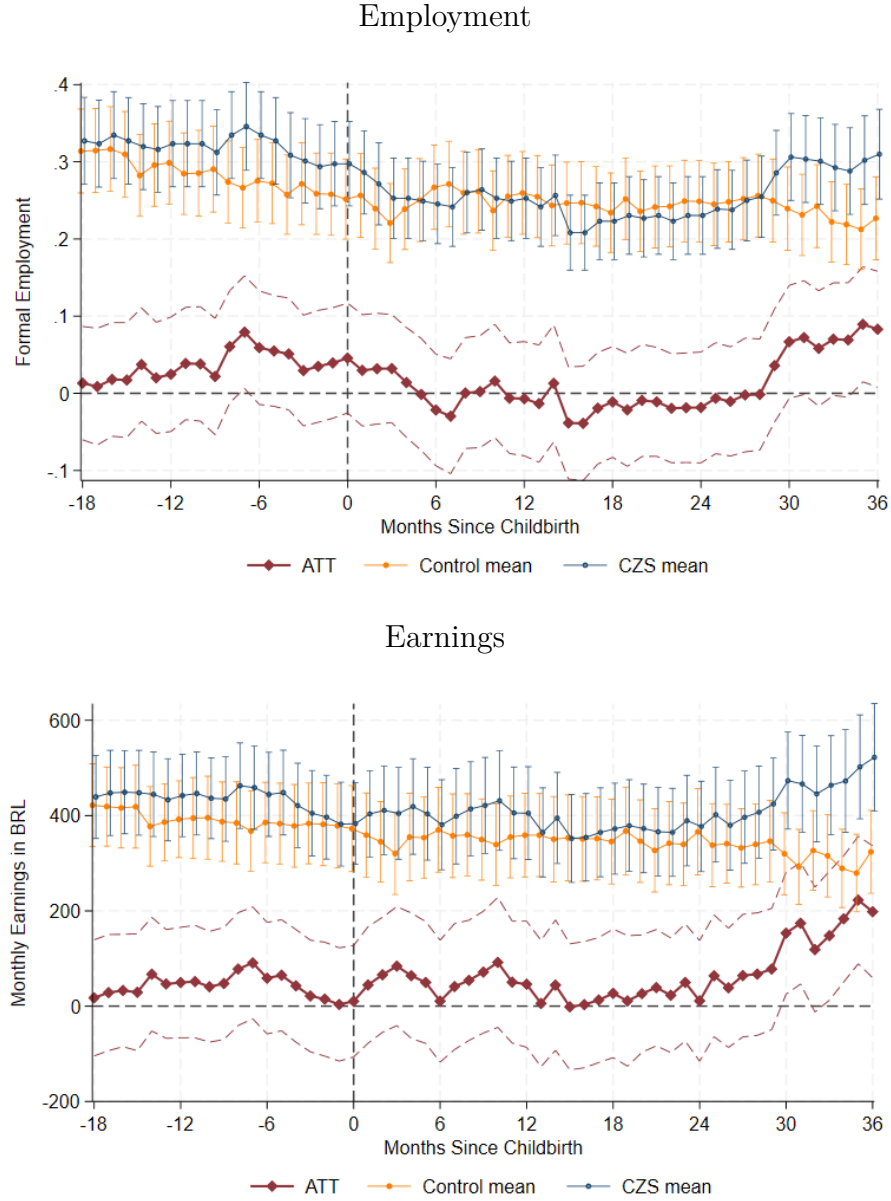 Employment
.4
.3
.2
.1
0
-.1
Formal Employment
-18 -12 -6 0 6 12 18 24 30 36
Months Since Childbirth
ATT Control mean CZS mean
Earnings
600
400
200
0
-200
Monthly Earnings in BRL
-18 -12 -6 0 6 12 18 24 30 36
Months Since Childbirth
ATT Control mean CZS mean